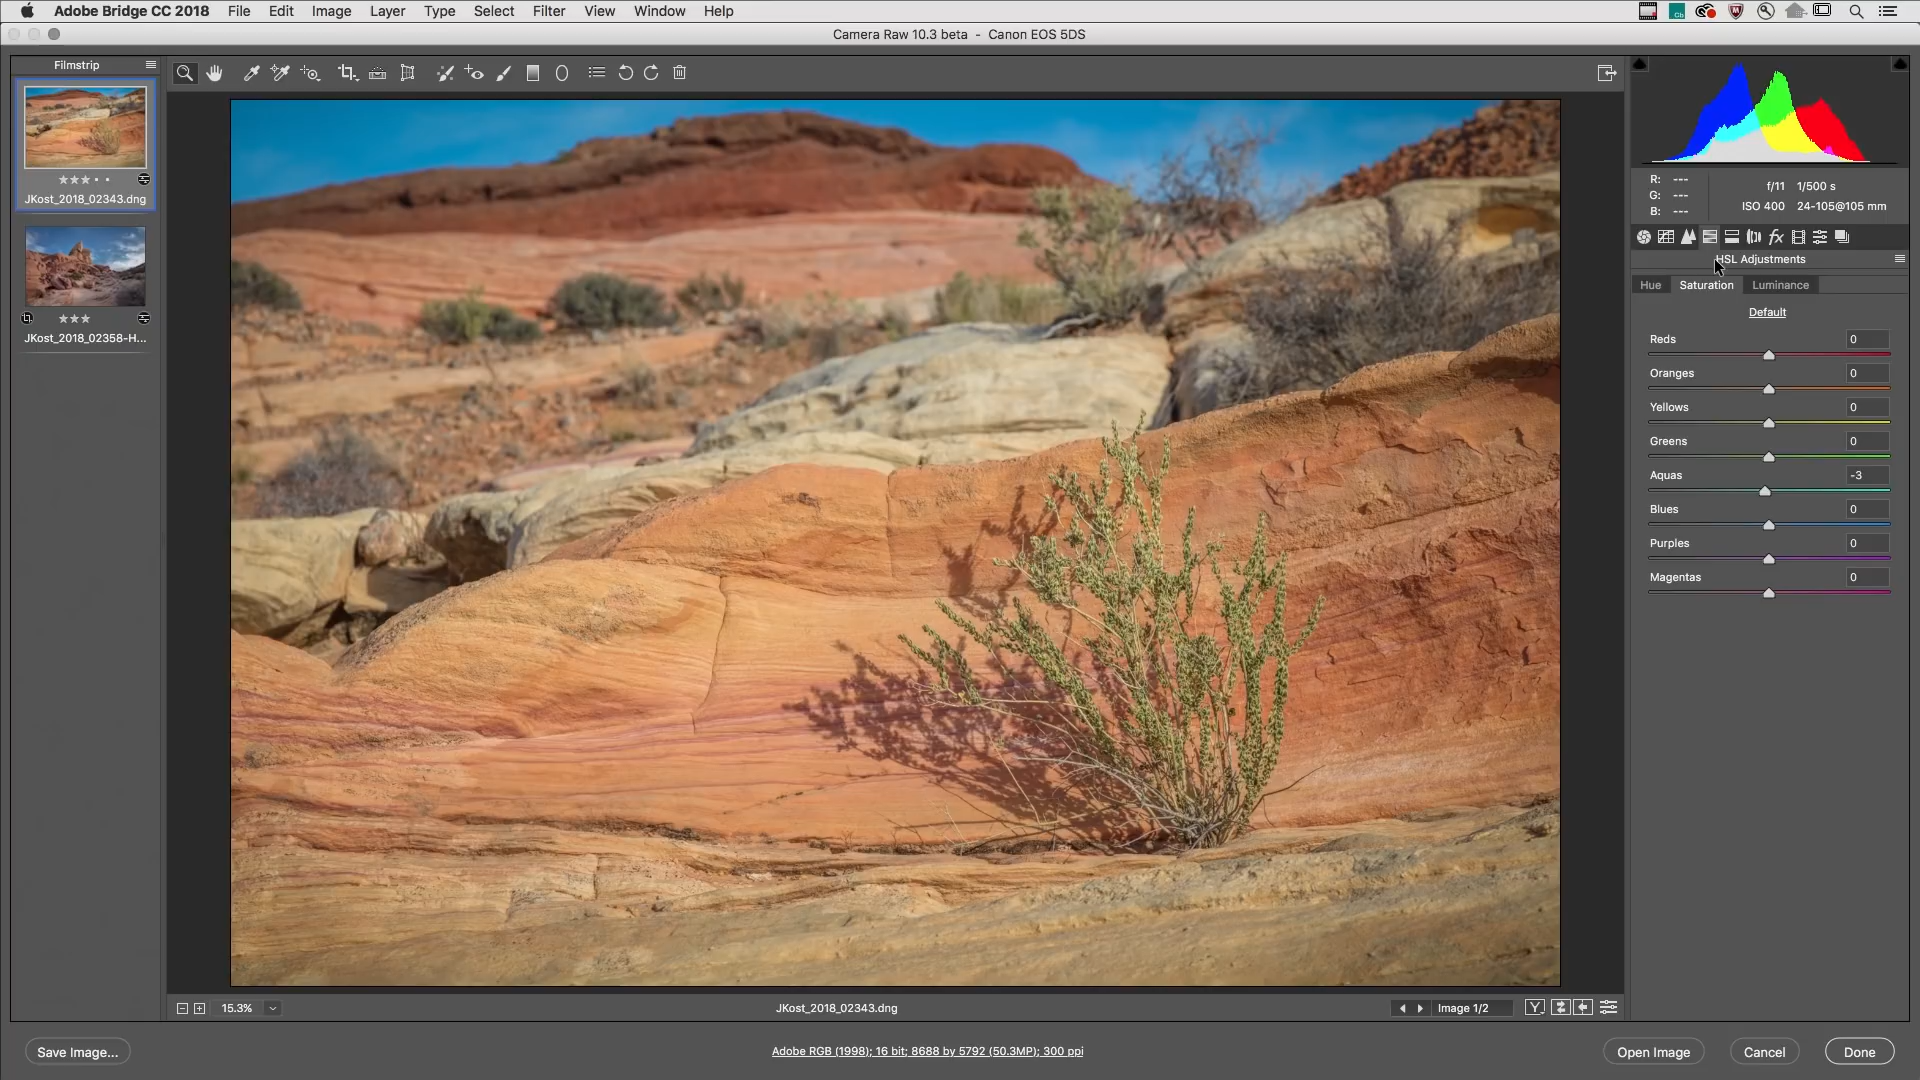 Adobe Bridge CC 2018 File Edit Image Layer Type Select Filter View Window Help
Camera Raw 10.3 beta - Canon EOS 5DS
Filmstrip
JKost_2018_02343.dng
JKost_2018_02358-H...
R: ---
G: ---
B: ---
f/11 1/500 s
ISO 400 24-105@105 mm
HSL Adjustments
Hue Saturation Luminance
Default
Reds 0
Oranges 0
Yellows 0
Greens 0
Aquas -3
Blues 0
Purples 0
Magentas 0
15.3%
JKost_2018_02343.dng
Image 1/2
Y
Save Image...
Adobe RGB (1998); 16 bit; 8688 by 5792 (50.3MP); 300 ppi
Open Image Cancel Done